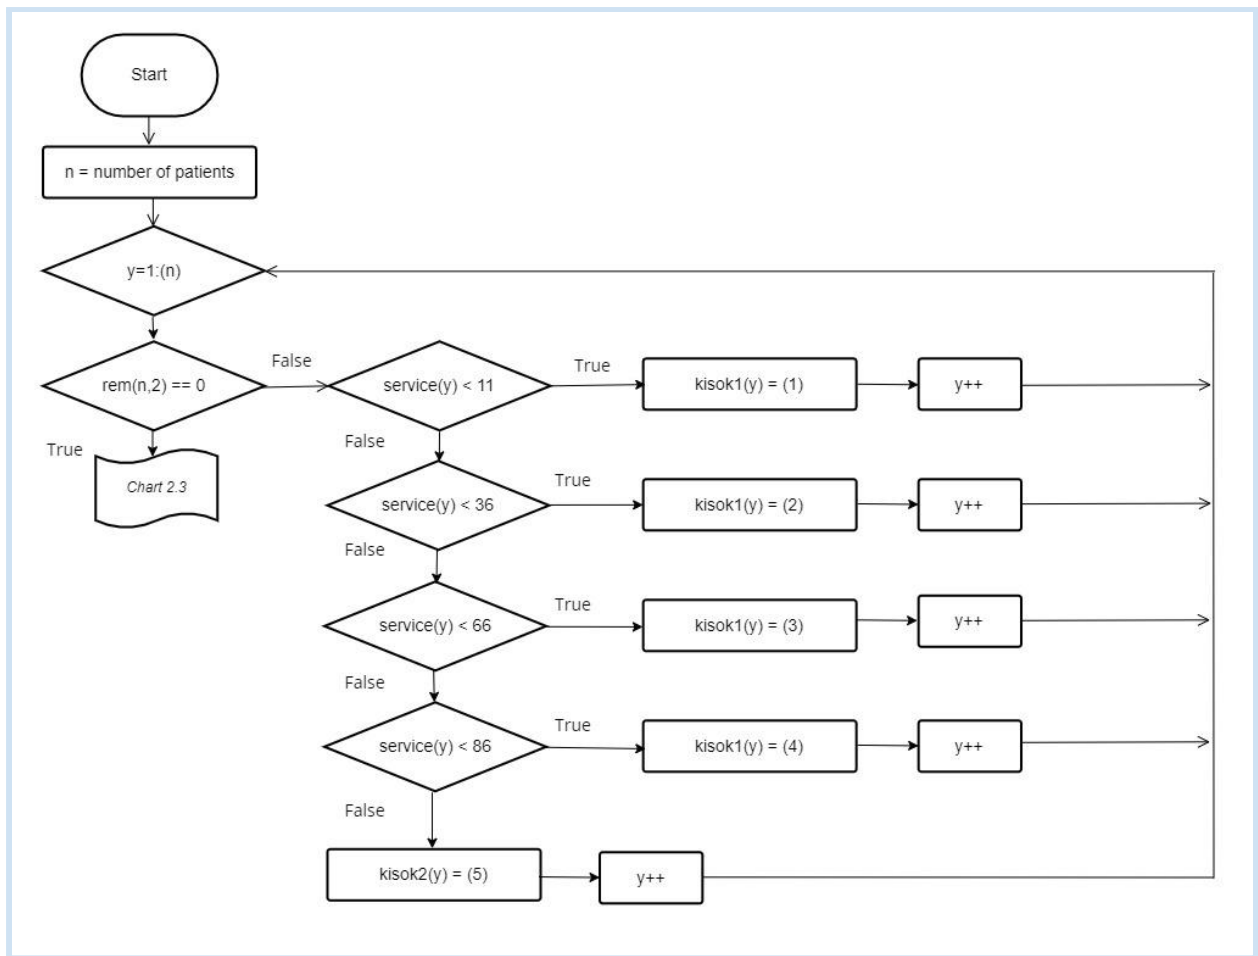 Start
n = number of patients
y=1:(n)
rem(n,2) == 0
False
service(y) < 11
True
kisok1(y) = (1)
y++
True
Chart 2.3
False
service(y) < 36
True
kisok1(y) = (2)
y++
False
service(y) < 66
True
kisok1(y) = (3)
y++
False
service(y) < 86
True
kisok1(y) = (4)
y++
False
kisok2(y) = (5)
y++